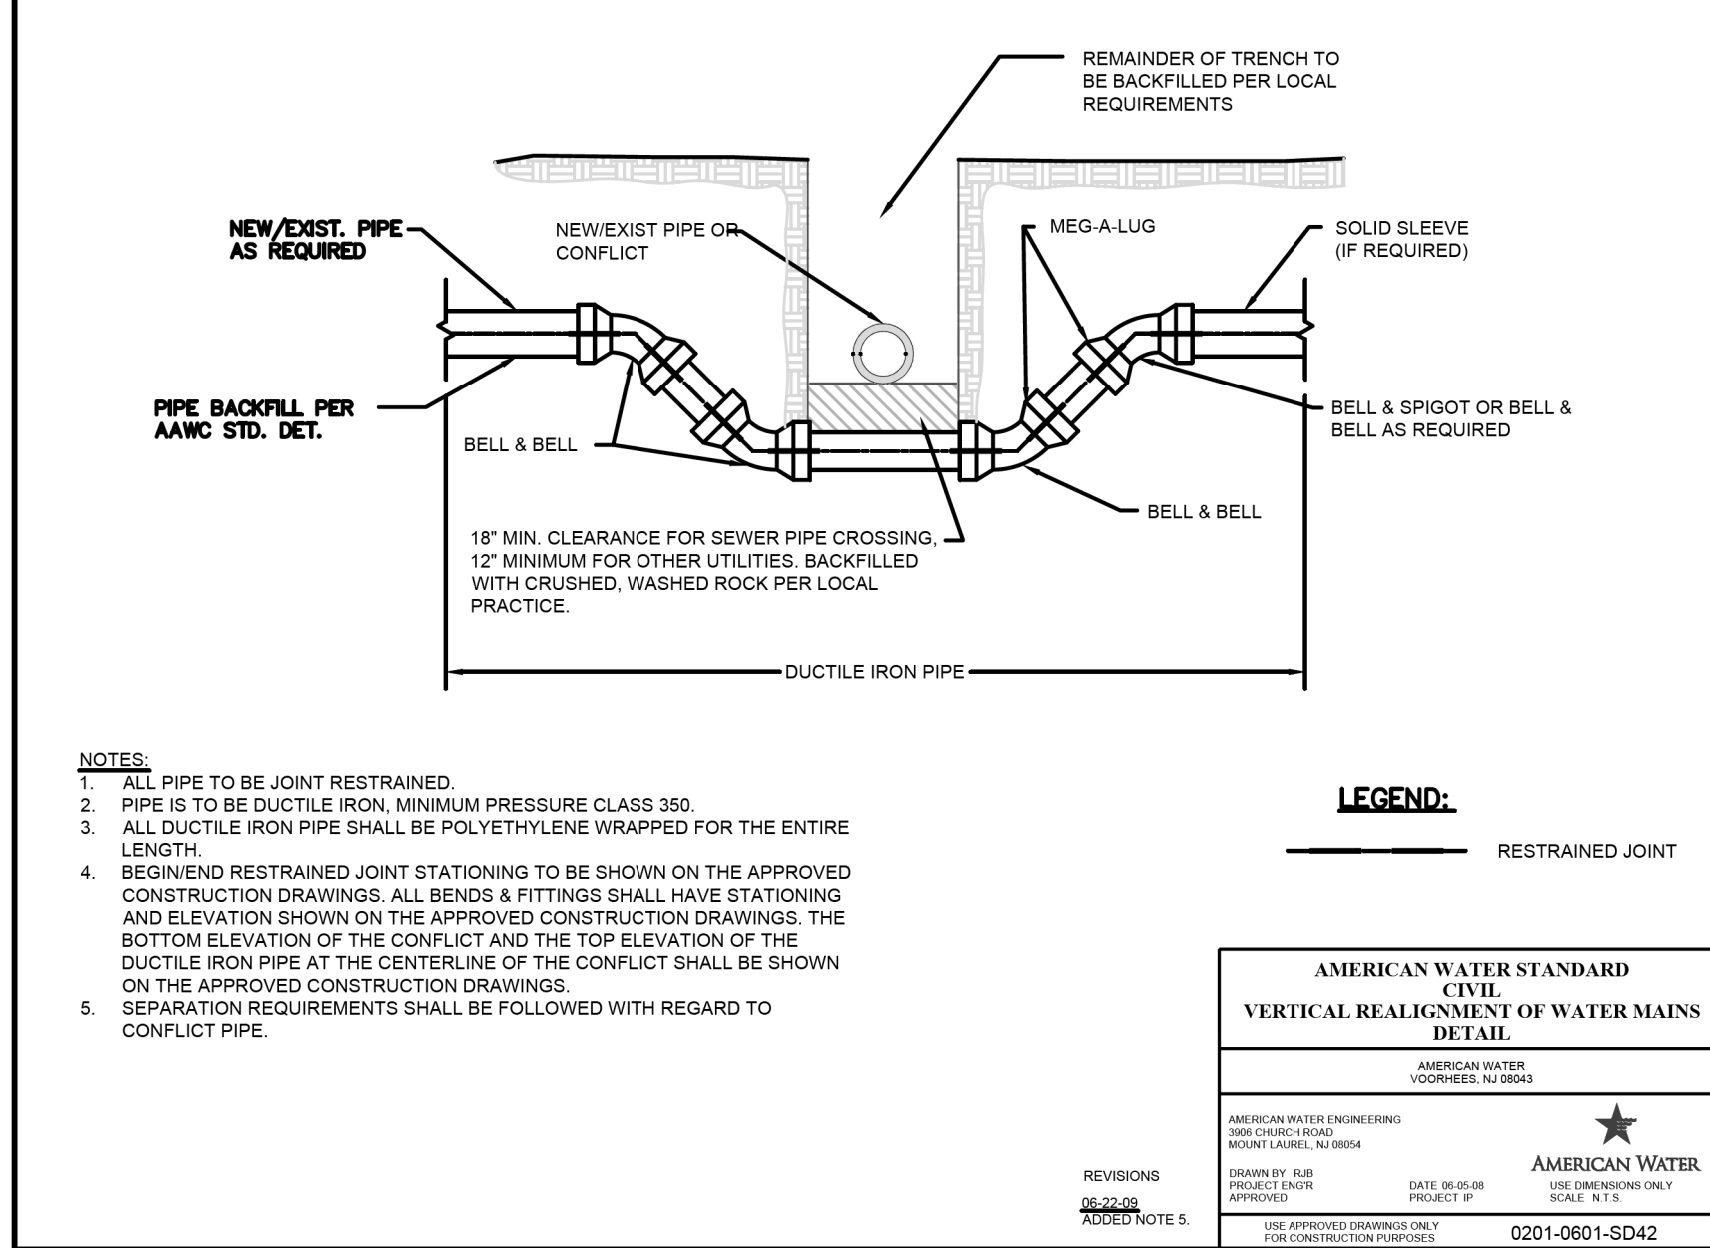 REMAINDER OF TRENCH TO
BE BACKFILLED PER LOCAL
REQUIREMENTS
NEW/EXIST. PIPE
AS REQUIRED
NEW/EXIST PIPE OR
CONFLICT
MEG-A-LUG
SOLID SLEEVE
(IF REQUIRED)
PIPE BACKFILL PER
AAWC STD. DET.
BELL & BELL
BELL & SPIGOT OR BELL &
BELL AS REQUIRED
BELL & BELL
18" MIN. CLEARANCE FOR SEWER PIPE CROSSING,
12" MINIMUM FOR OTHER UTILITIES. BACKFILLED
WITH CRUSHED, WASHED ROCK PER LOCAL
PRACTICE.
DUCTILE IRON PIPE
NOTES:
1. ALL PIPE TO BE JOINT RESTRAINED.
2. PIPE IS TO BE DUCTILE IRON, MINIMUM PRESSURE CLASS 350.
3. ALL DUCTILE IRON PIPE SHALL BE POLYETHYLENE WRAPPED FOR THE ENTIRE
LENGTH.
4. BEGIN/END RESTRAINED JOINT STATIONING TO BE SHOWN ON THE APPROVED
CONSTRUCTION DRAWINGS. ALL BENDS & FITTINGS SHALL HAVE STATIONING
AND ELEVATION SHOWN ON THE APPROVED CONSTRUCTION DRAWINGS. THE
BOTTOM ELEVATION OF THE CONFLICT AND THE TOP ELEVATION OF THE
DUCTILE IRON PIPE AT THE CENTERLINE OF THE CONFLICT SHALL BE SHOWN
ON THE APPROVED CONSTRUCTION DRAWINGS.
5. SEPARATION REQUIREMENTS SHALL BE FOLLOWED WITH REGARD TO
CONFLICT PIPE.
LEGEND:
RESTRAINED JOINT
AMERICAN WATER STANDARD
CIVIL
VERTICAL REALIGNMENT OF WATER MAINS
DETAIL
AMERICAN WATER
VOORHEES, NJ 08043
AMERICAN WATER ENGINEERING
3906 CHURCH ROAD
MOUNT LAUREL, NJ 08054
AMERICAN WATER
DRAWN BY RJB
PROJECT ENG'R
APPROVED
DATE 06-05-08
PROJECT IP
USE DIMENSIONS ONLY
SCALE N.T.S.
REVISIONS
06-22-09
ADDED NOTE 5.
USE APPROVED DRAWINGS ONLY
FOR CONSTRUCTION PURPOSES
0201-0601-SD42